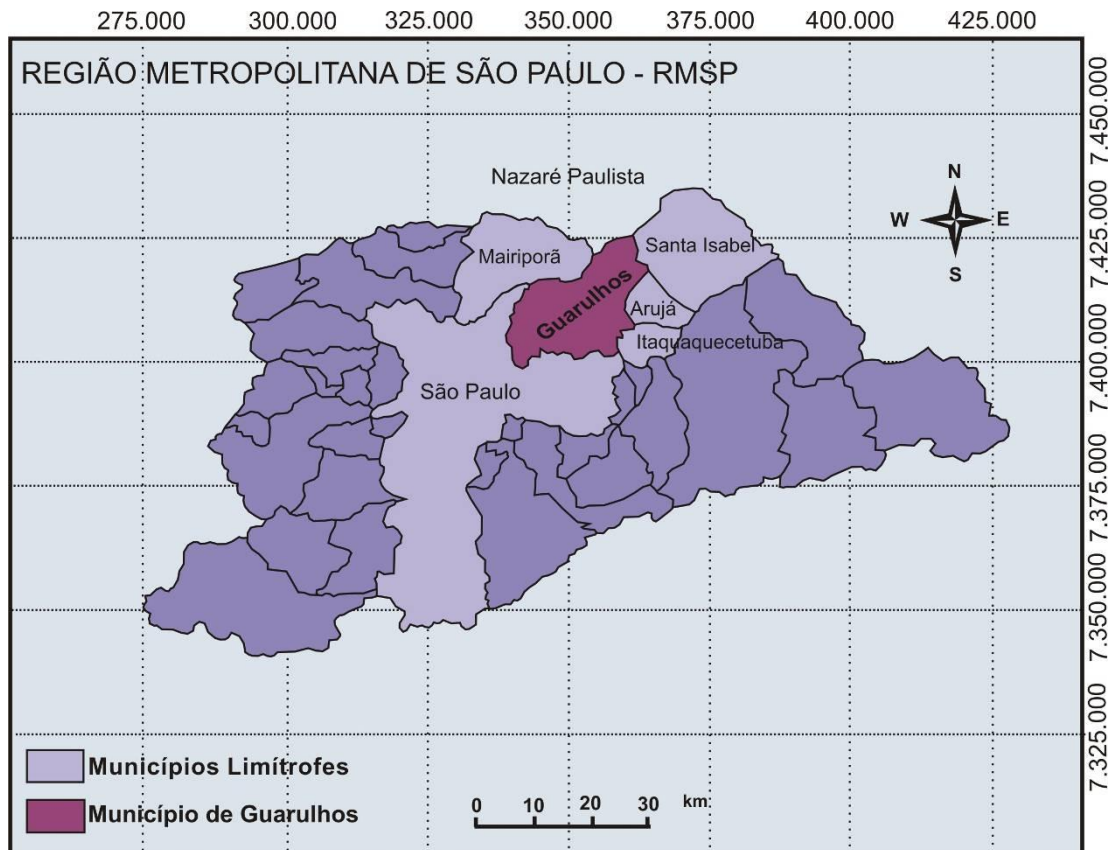 275.000 300.000 325.000 350.000 375.000 400.000 425.000
REGIÃO METROPOLITANA DE SÃO PAULO - RMSP
7.450.000
Nazaré Paulista
N
W E
S
7.425.000
Mairiporã
Santa Isabel
Guarulhos
Arujá
Itaquaquecetuba
7.400.000
São Paulo
7.375.000
7.350.000
7.325.000
Municípios Limítrofes
Município de Guarulhos
0 10 20 30 km